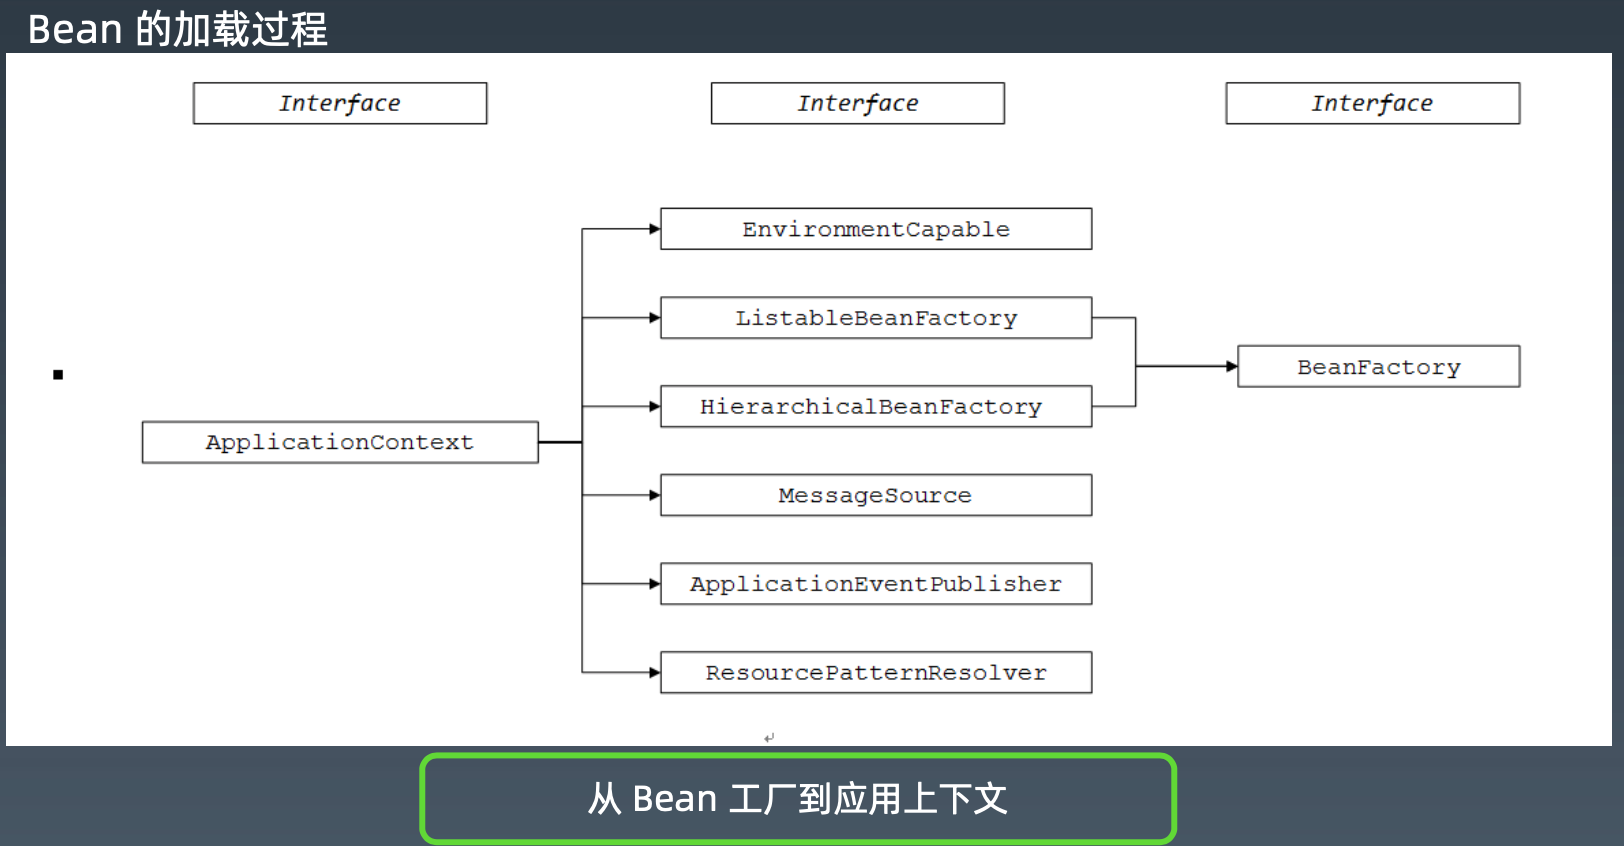 Bean 的加载过程
Interface
Interface
Interface
EnvironmentCapable
ListableBeanFactory
BeanFactory
HierarchicalBeanFactory
ApplicationContext
MessageSource
ApplicationEventPublisher
ResourcePatternResolver
从 Bean 工厂到应用上下文